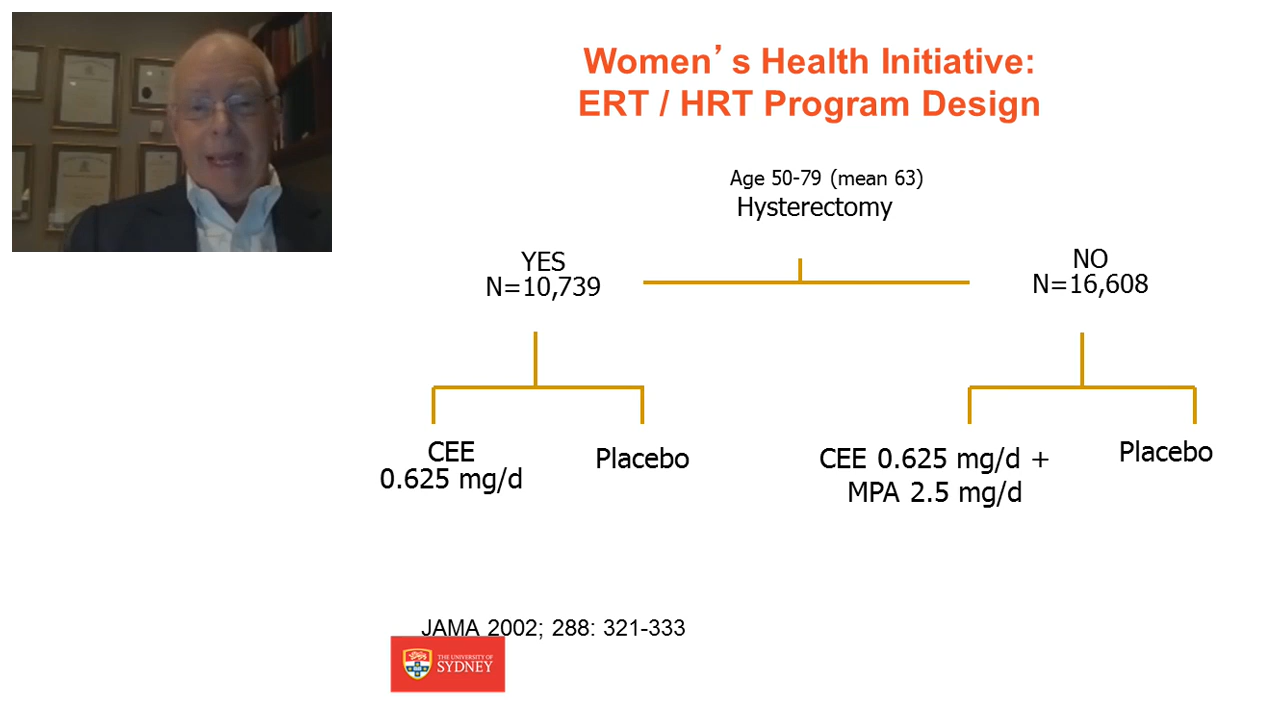 Women's Health Initiative:
ERT / HRT Program Design
Age 50-79 (mean 63)
Hysterectomy
YES
N=10,739
NO
N=16,608
CEE
0.625 mg/d
Placebo
CEE 0.625 mg/d +
MPA 2.5 mg/d
Placebo
JAMA 2002; 288: 321-333
THE UNIVERSITY OF
SYDNEY